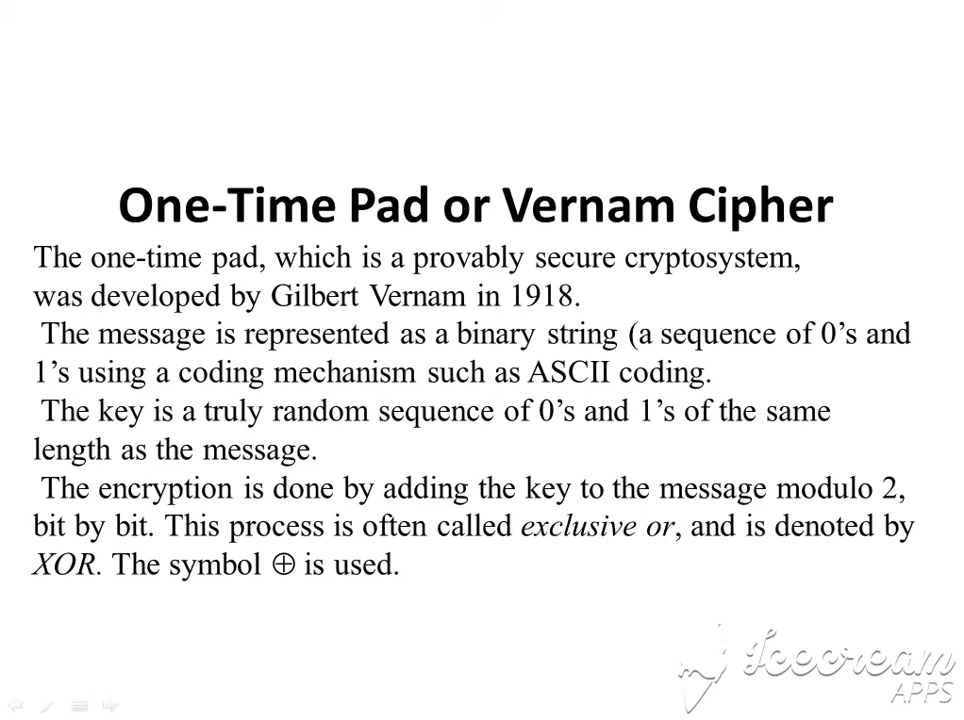 One-Time Pad or Vernam Cipher
The one-time pad, which is a provably secure cryptosystem,
was developed by Gilbert Vernam in 1918.
The message is represented as a binary string (a sequence of 0’s and
1’s using a coding mechanism such as ASCII coding.
The key is a truly random sequence of 0’s and 1’s of the same
length as the message.
The encryption is done by adding the key to the message modulo 2,
bit by bit. This process is often called exclusive or, and is denoted by
XOR. The symbol ⊕ is used.
Icecream
APPS